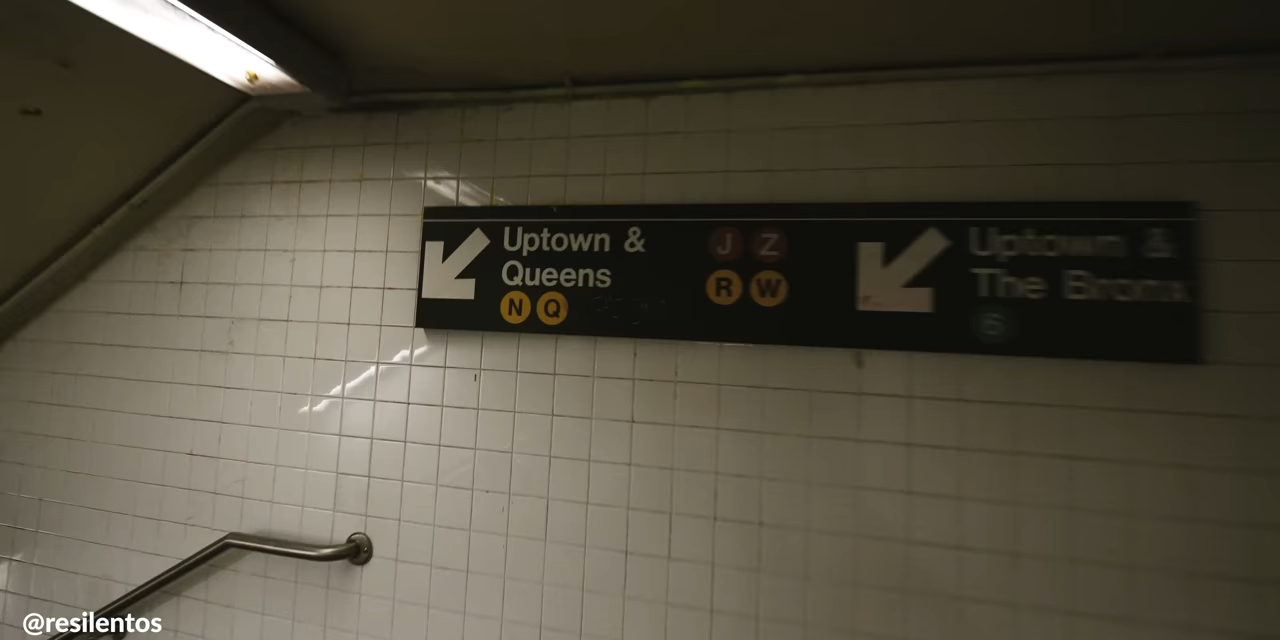 Uptown &
Queens
N Q
J Z
R W
Uptown &
The Bronx
6
@resilentos